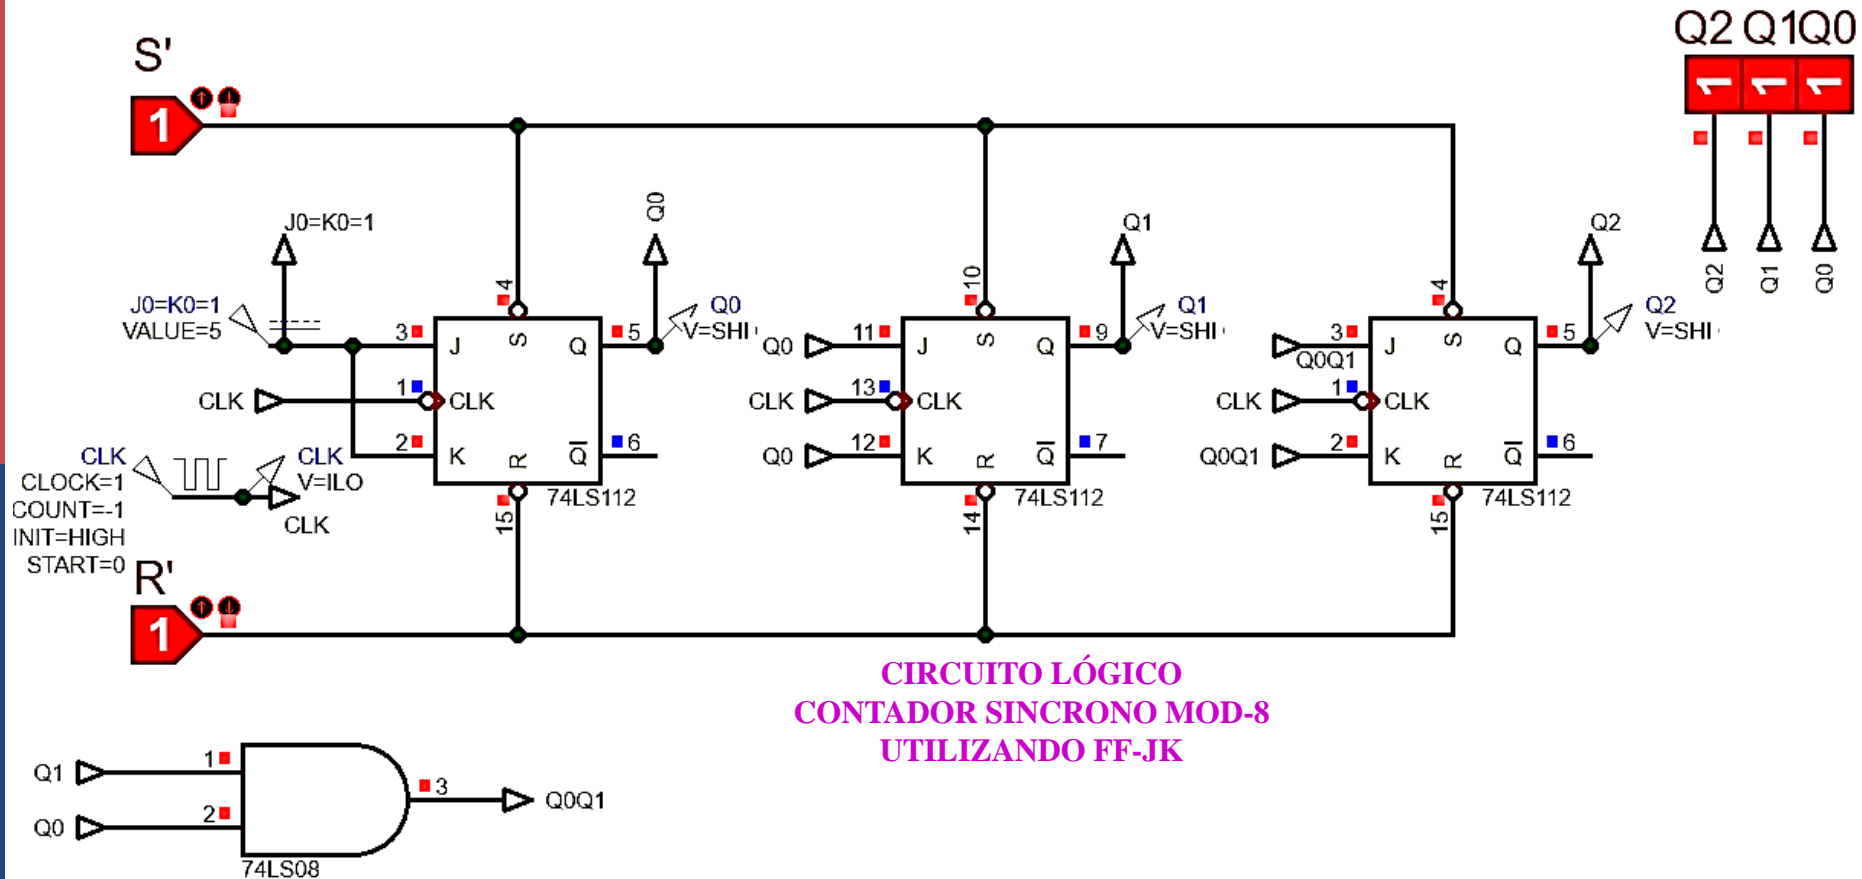 Q2 Q1Q0
1 1 1
Q2 Q1 Q0
S'
1
J0=K0=1
J0=K0=1
VALUE=5
CLK
CLK
CLOCK=1
COUNT=-1
INIT=HIGH
START=0
CLK
V=ILO
CLK
R'
1
4
3 J S Q 5
1 CLK
2 K R Q 6
15
74LS112
Q0
Q0
V=SHI
10
Q0 11 J S Q 9
CLK 13 CLK
Q0 12 K R Q 7
14
74LS112
Q1
Q1
V=SHI
4
Q0Q1 3 J S Q 5
CLK 1 CLK
Q0Q1 2 K R Q 6
15
74LS112
Q2
Q2
V=SHI
CIRCUITO LÓGICO
CONTADOR SINCRONO MOD-8
UTILIZANDO FF-JK
Q1 1
Q0 2
3 Q0Q1
74LS08